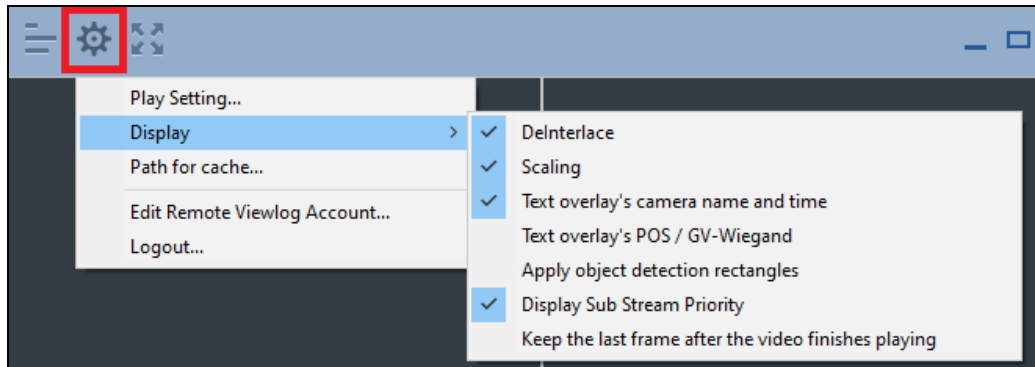 Play Setting...
Display
Path for cache...
Edit Remote Viewlog Account...
Logout...
DeInterlace
Scaling
Text overlay's camera name and time
Text overlay's POS / GV-Wiegand
Apply object detection rectangles
Display Sub Stream Priority
Keep the last frame after the video finishes playing